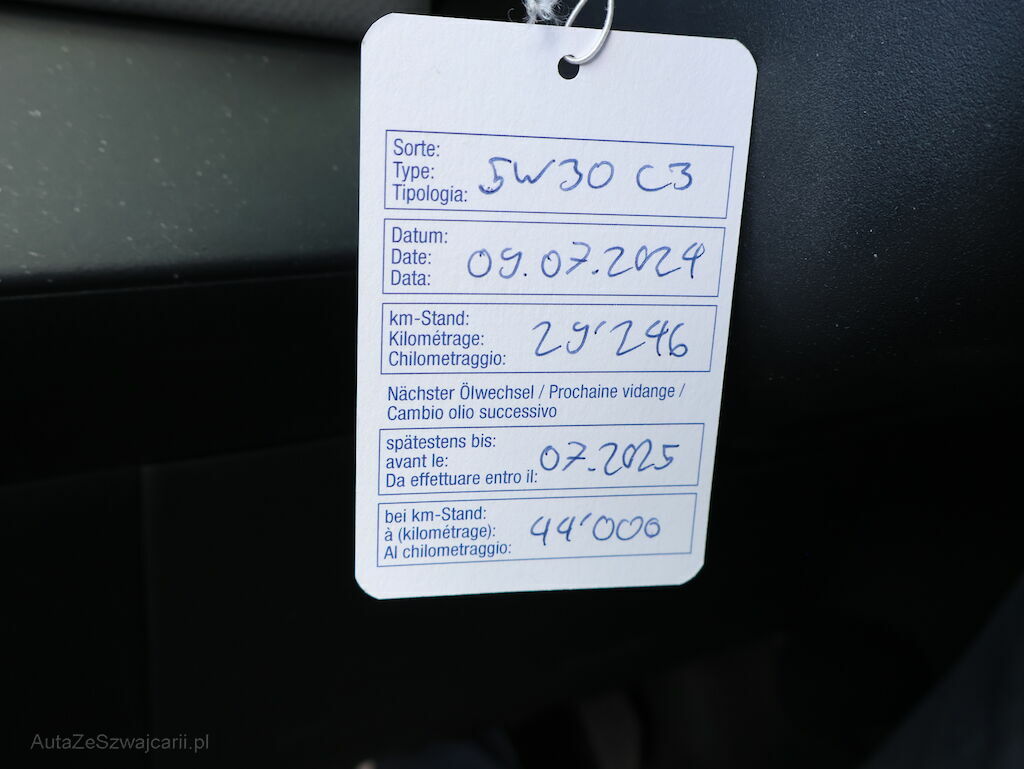 Sorte:
Type:
Tipologia:
5W30 C3
Datum:
Date:
Data:
09.07.2024
km-Stand:
Kilométrage:
Chilometraggio:
29'246
Nächster Ölwechsel / Prochaine vidange /
Cambio olio successivo
spätestens bis:
avant le:
Da effettuare entro il:
07.2025
bei km-Stand:
à (kilométrage):
Al chilometraggio:
44'000
AutaZeSzwajcarii.pl